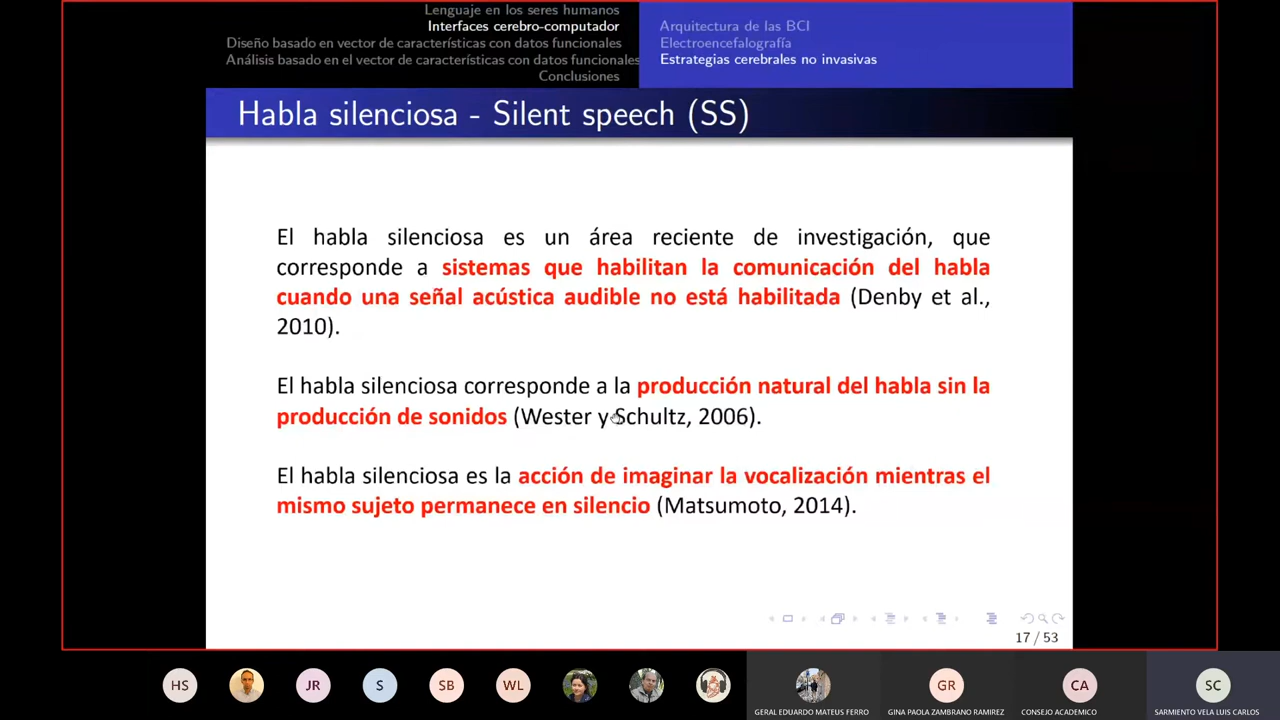 Lenguaje en los seres humanos
Interfaces cerebro-computador
Diseño basado en vector de características con datos funcionales
Análisis basado en el vector de características con datos funcionales
Conclusiones
Arquitectura de las BCI
Electroencefalografía
Estrategias cerebrales no invasivas
Habla silenciosa - Silent speech (SS)
El habla silenciosa es un área reciente de investigación, que
corresponde a sistemas que habilitan la comunicación del habla
cuando una señal acústica audible no está habilitada (Denby et al.,
2010).
El habla silenciosa corresponde a la producción natural del habla sin la
producción de sonidos (Wester y Schultz, 2006).
El habla silenciosa es la acción de imaginar la vocalización mientras el
mismo sujeto permanece en silencio (Matsumoto, 2014).
17 / 53
HS
JR
S
SB
WL
GR
CA
SC
GERAL EDUARDO MATEUS FERRO
GINA PAOLA ZAMBRANO RAMIREZ
CONSEJO ACADEMICO
SARMIENTO VELA LUIS CARLOS